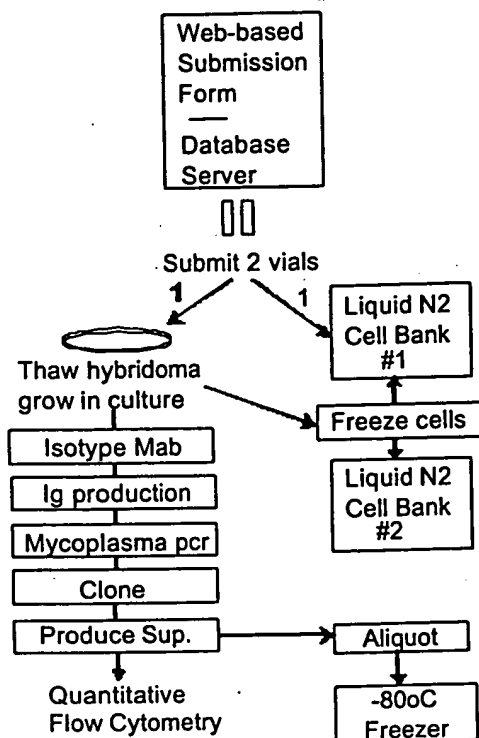 Web-based
Submission
Form
Database
Server
Submit 2 vials
1
1
Liquid N2
Cell Bank
#1
Thaw hybridoma
grow in culture
Freeze cells
Isotype Mab
Liquid N2
Cell Bank
#2
Ig production
Mycoplasma pcr
Clone
Produce Sup.
Aliquot
Quantitative
Flow Cytometry
-80oC
Freezer